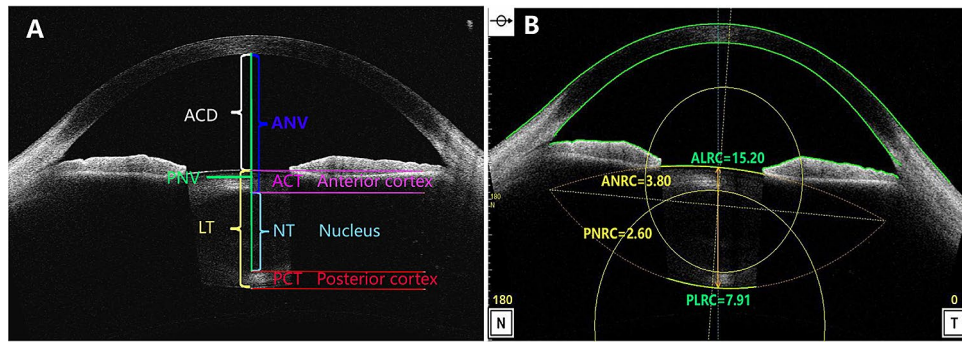 A
ACD
ANV
PNV
ACT Anterior cortex
LT
NT Nucleus
PCT Posterior cortex
B
ALRC=15.20
ANRC=3.80
180
N
PNRC=2.60
PLRC=7.91
180
0
N
T